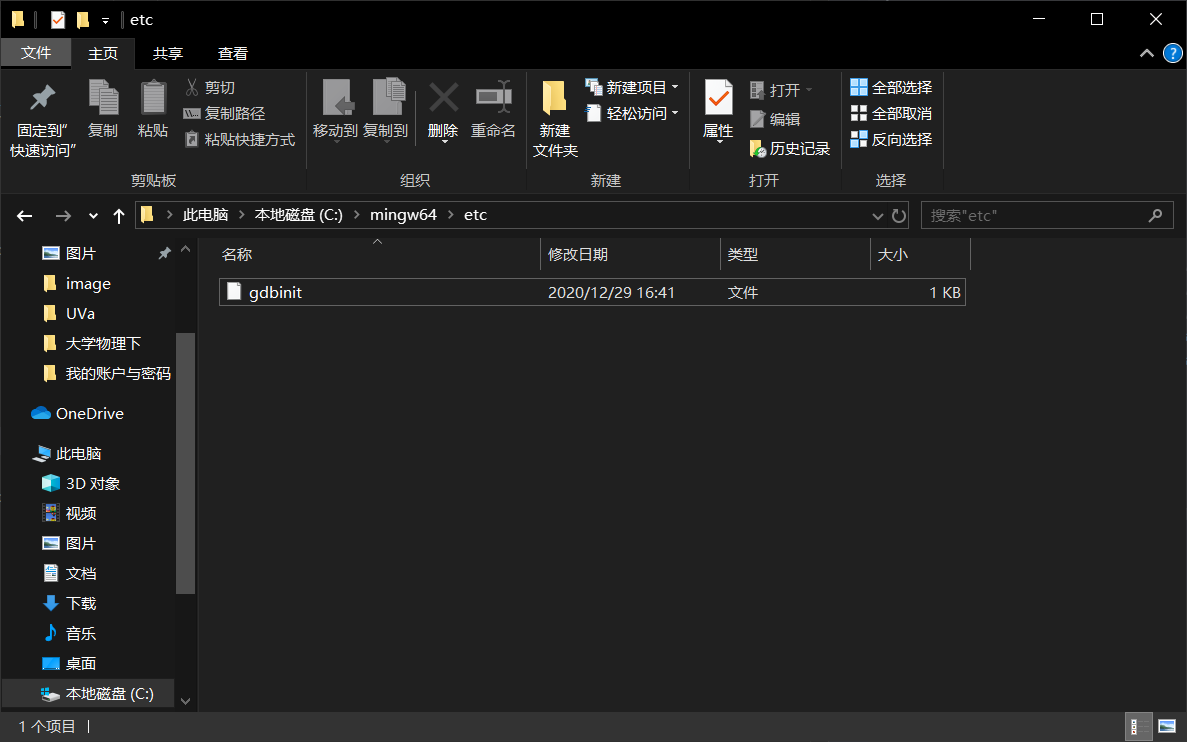 etc
文件 主页 共享 查看
固定到“
快速访问”
复制
粘贴
剪切
复制路径
粘贴快捷方式
剪贴板
移动到
复制到
删除
重命名
组织
新建
文件夹
新建项目
轻松访问
新建
属性
打开
编辑
历史记录
打开
全部选择
全部取消
反向选择
选择
此电脑 > 本地磁盘 (C:) > mingw64 > etc
搜索"etc"
图片
image
UVa
大学物理下
我的账户与密码
OneDrive
此电脑
3D 对象
视频
图片
文档
下载
音乐
桌面
本地磁盘 (C:)
名称 修改日期 类型 大小
gdbinit 2020/12/29 16:41 文件 1 KB
1 个项目